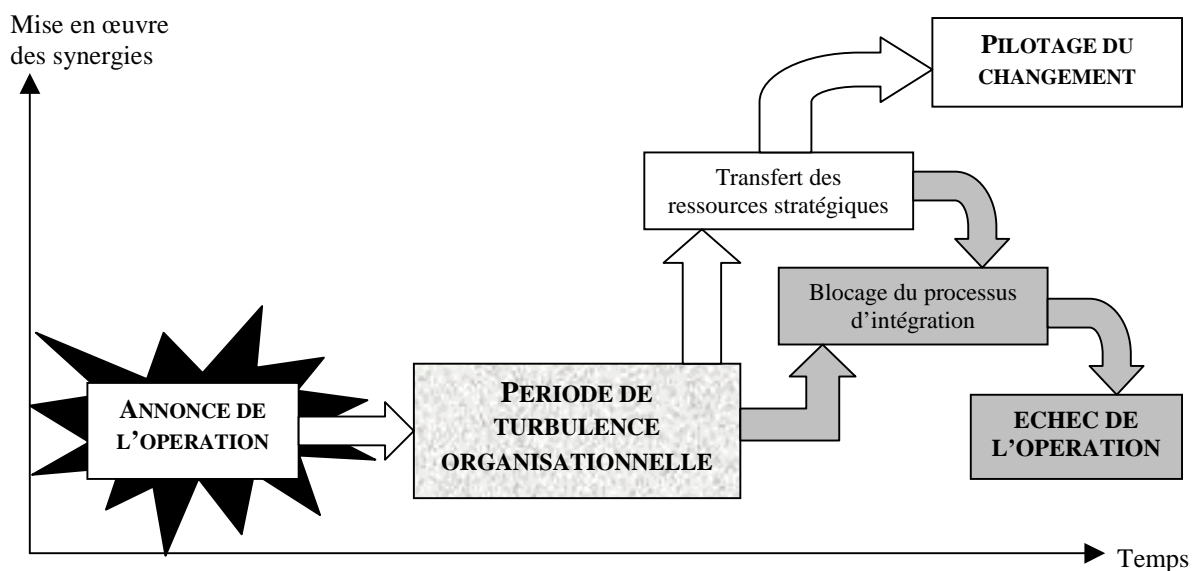 Mise en œuvre
des synergies
PILOTAGE DU
CHANGEMENT
Transfert des
ressources stratégiques
Blocage du processus
d’intégration
ANNONCE DE
L’OPERATION
PERIODE DE
TURBULENCE
ORGANISATIONNELLE
ECHEC DE
L’OPERATION
Temps